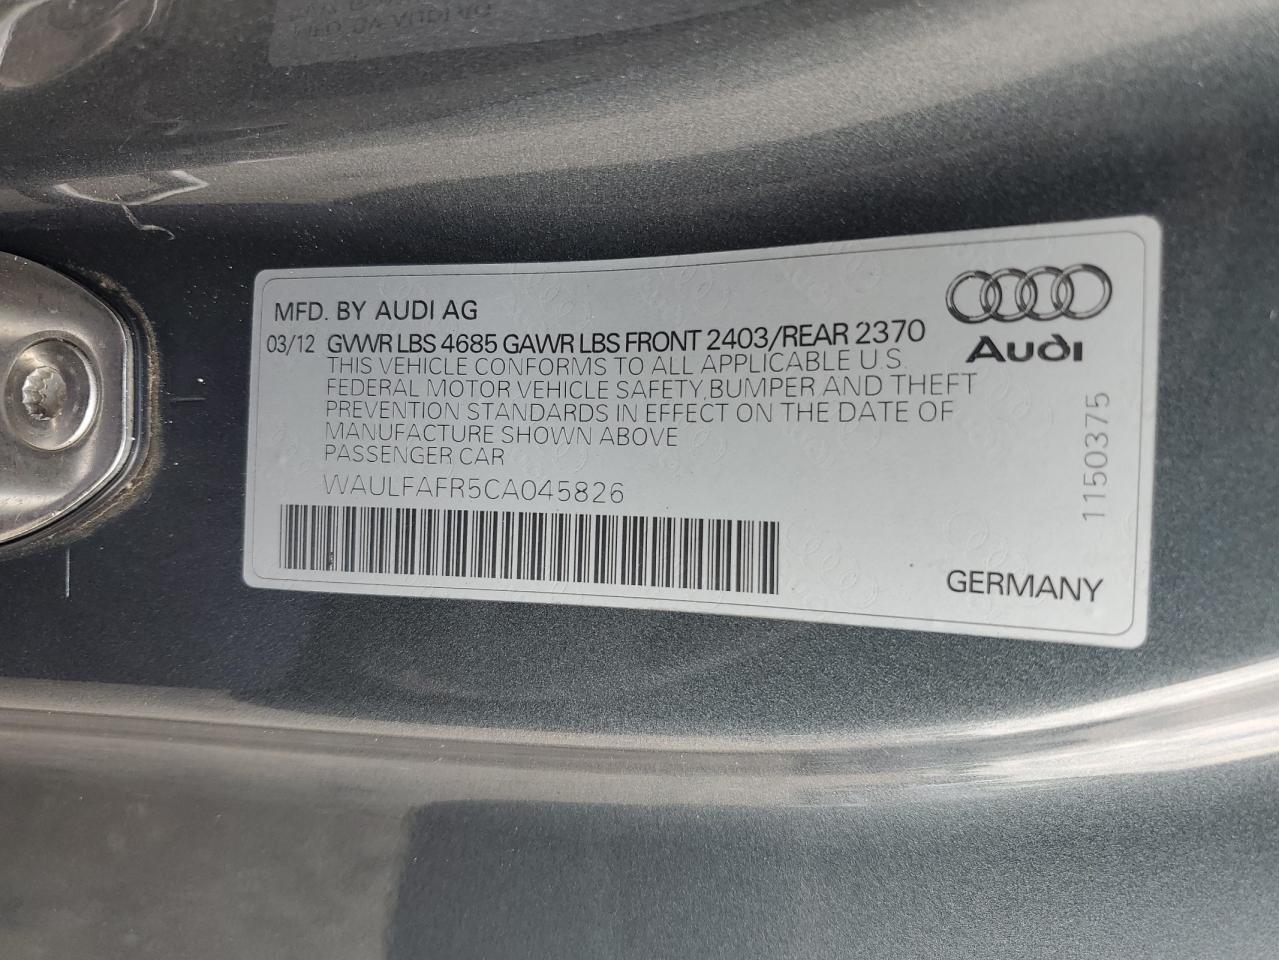 MFD. BY AUDI AG
03/12 GVWR LBS 4685 GAWR LBS FRONT 2403/REAR 2370
THIS VEHICLE CONFORMS TO ALL APPLICABLE U.S.
FEDERAL MOTOR VEHICLE SAFETY, BUMPER AND THEFT
PREVENTION STANDARDS IN EFFECT ON THE DATE OF
MANUFACTURE SHOWN ABOVE
PASSENGER CAR
WAULFAFR5CA045826
Audi
1150375
GERMANY